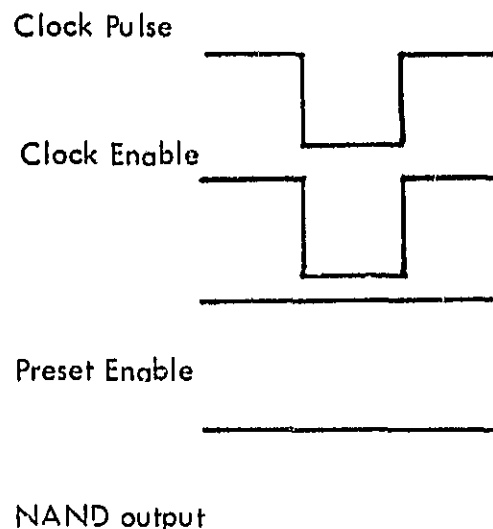 Clock Pulse
Clock Enable
Preset Enable
NAND output